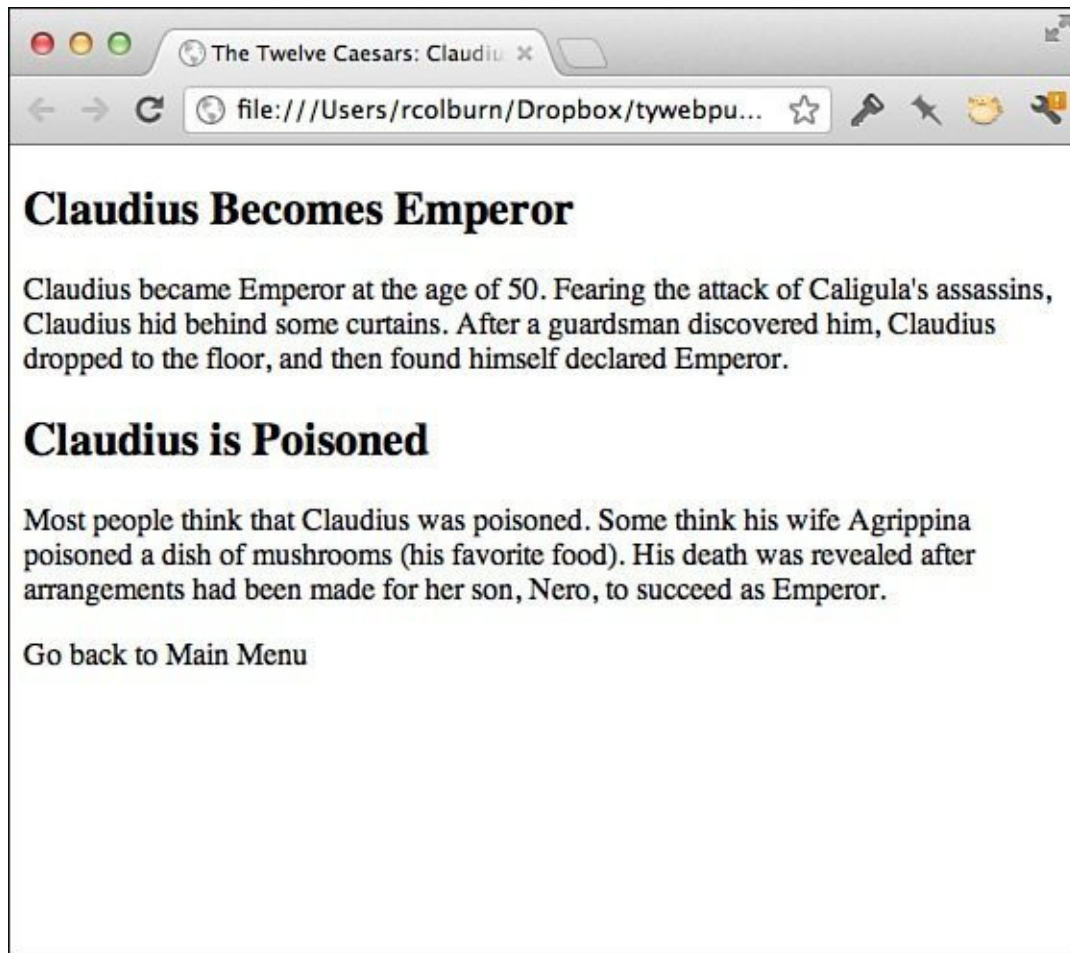 The Twelve Caesars: Claudiu
file:///Users/rcolburn/Dropbox/tywebpu...
Claudius Becomes Emperor
Claudius became Emperor at the age of 50. Fearing the attack of Caligula's assassins,
Claudius hid behind some curtains. After a guardsman discovered him, Claudius
dropped to the floor, and then found himself declared Emperor.
Claudius is Poisoned
Most people think that Claudius was poisoned. Some think his wife Agrippina
poisoned a dish of mushrooms (his favorite food). His death was revealed after
arrangements had been made for her son, Nero, to succeed as Emperor.
Go back to Main Menu